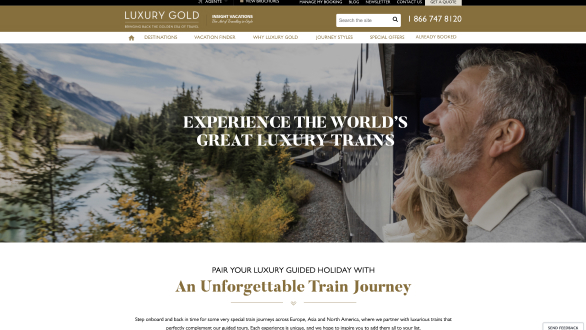 AGENTS
VIEW BROCHURES
MANAGE MY BOOKING BLOG NEWSLETTER CONTACT US GET A QUOTE
LUXURY GOLD
BRINGING BACK THE GOLDEN ERA OF TRAVEL
INSIGHT VACATIONS
The Art of Traveling in Style
Search the site
1 866 747 8120
DESTINATIONS VACATION FINDER WHY LUXURY GOLD JOURNEY STYLES SPECIAL OFFERS ALREADY BOOKED
EXPERIENCE THE WORLD'S
GREAT LUXURY TRAINS
PAIR YOUR LUXURY GUIDED HOLIDAY WITH
An Unforgettable Train Journey
Step onboard and back in time for some very special train journeys across Europe, Asia and North America, where we partner with luxurious trains that
perfectly complement our guided tours. Each experience is unique, and we hope to inspire you to add them all to your list.
SEND FEEDBACK